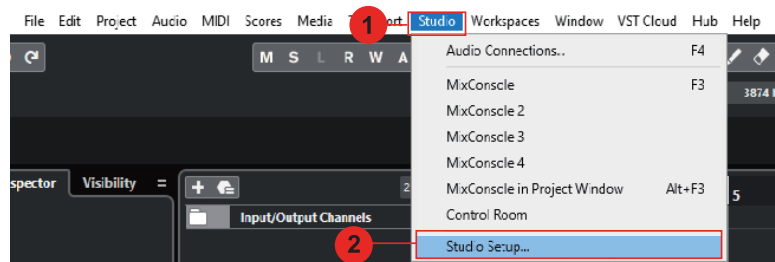 File Edit Project Audio MIDI Scores Media Studio Workspaces Window VST Cloud Hub Help
1
M S L R W A
Audio Connections... F4
MixConsole F3
3874
MixConsole 2
MixConsole 3
MixConsole 4
spector Visibility =
MixConsole in Project Window Alt+F3
2
5
Input/Output Channels
Control Room
2
Studio Setup...